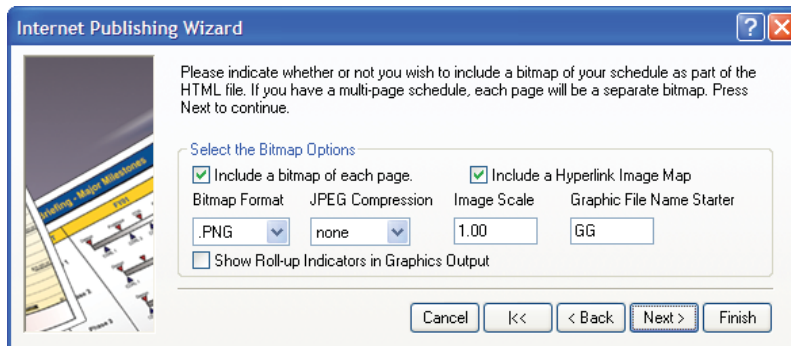 Internet Publishing Wizard
Please indicate whether or not you wish to include a bitmap of your schedule as part of the
HTML file. If you have a multi-page schedule, each page will be a separate bitmap. Press
Next to continue.
Briefing - Major Milestones
FY01
Phase 2
Select the Bitmap Options
Include a bitmap of each page.
Include a Hyperlink Image Map
Bitmap Format
JPEG Compression
Image Scale
Graphic File Name Starter
.PNG
none
1.00
GG
Show Roll-up Indicators in Graphics Output
Cancel
|<<
< Back
Next >
Finish